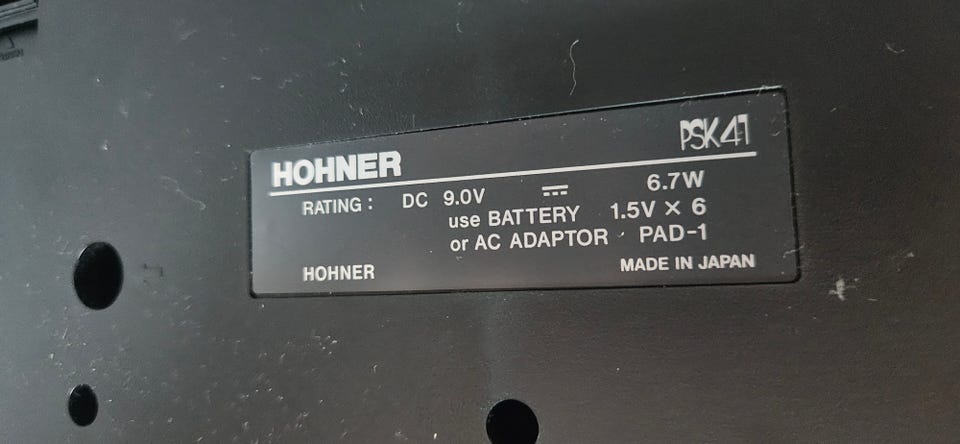 HOHNER PSK41
RATING : DC 9.0V ⎓ 6.7W
use BATTERY 1.5V × 6
or AC ADAPTOR PAD-1
HOHNER MADE IN JAPAN